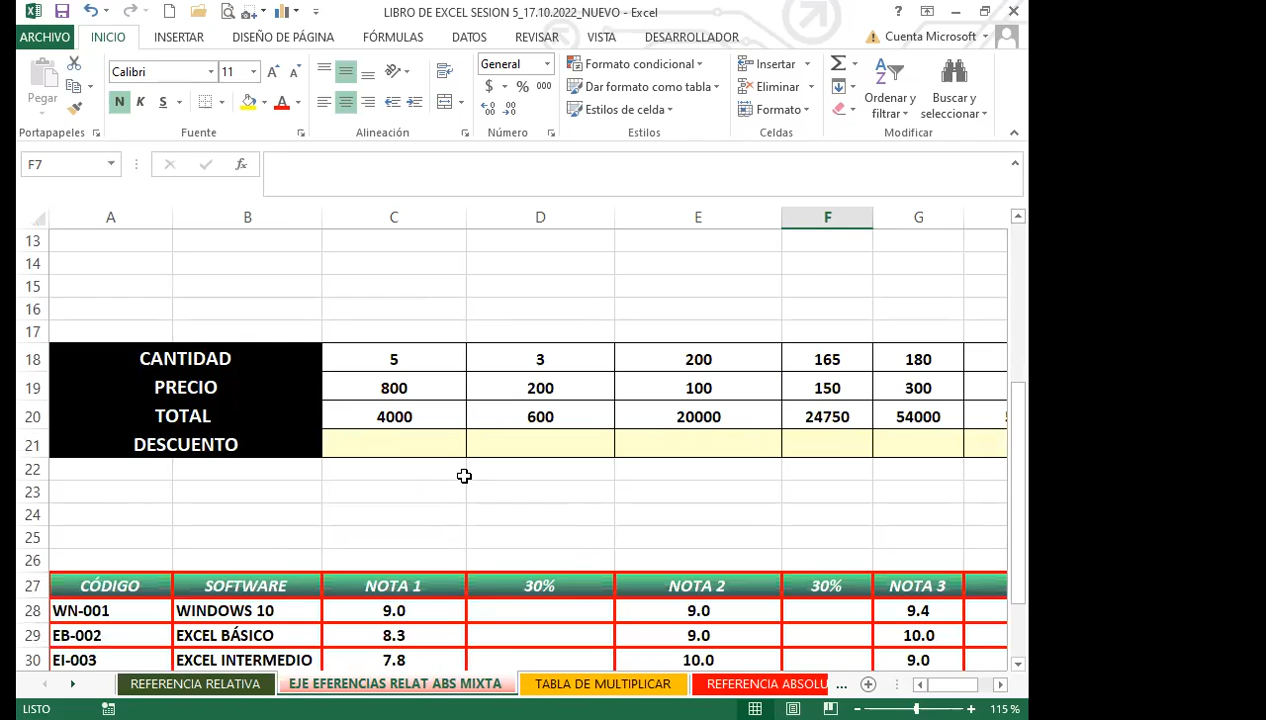 LIBRO DE EXCEL SESION 5_17.10.2022_NUEVO - Excel
ARCHIVO INICIO INSERTAR DISEÑO DE PÁGINA FÓRMULAS DATOS REVISAR VISTA DESARROLLADOR Cuenta Microsoft
Pegar
Calibri 11
N K S A
General
$ % 000
Formato condicional
Dar formato como tabla
Estilos de celda
Insertar
Eliminar
Formato
Ordenar y filtrar
Buscar y seleccionar
Portapapeles Fuente Alineación Número Estilos Celdas Modificar
F7 fx
A B C D E F G
13
14
15
16
17
18 CANTIDAD 5 3 200 165 180
19 PRECIO 800 200 100 150 300
20 TOTAL 4000 600 20000 24750 54000
21 DESCUENTO
22
23
24
25
26
27 CÓDIGO SOFTWARE NOTA 1 30% NOTA 2 30% NOTA 3
28 WN-001 WINDOWS 10 9.0 9.0 9.4
29 EB-002 EXCEL BÁSICO 8.3 9.0 10.0
30 EI-003 EXCEL INTERMEDIO 7.8 10.0 9.0
REFERENCIA RELATIVA EJE EFERENCIAS RELAT ABS MIXTA TABLA DE MULTIPLICAR REFERENCIA ABSOLU ...
LISTO 115 %